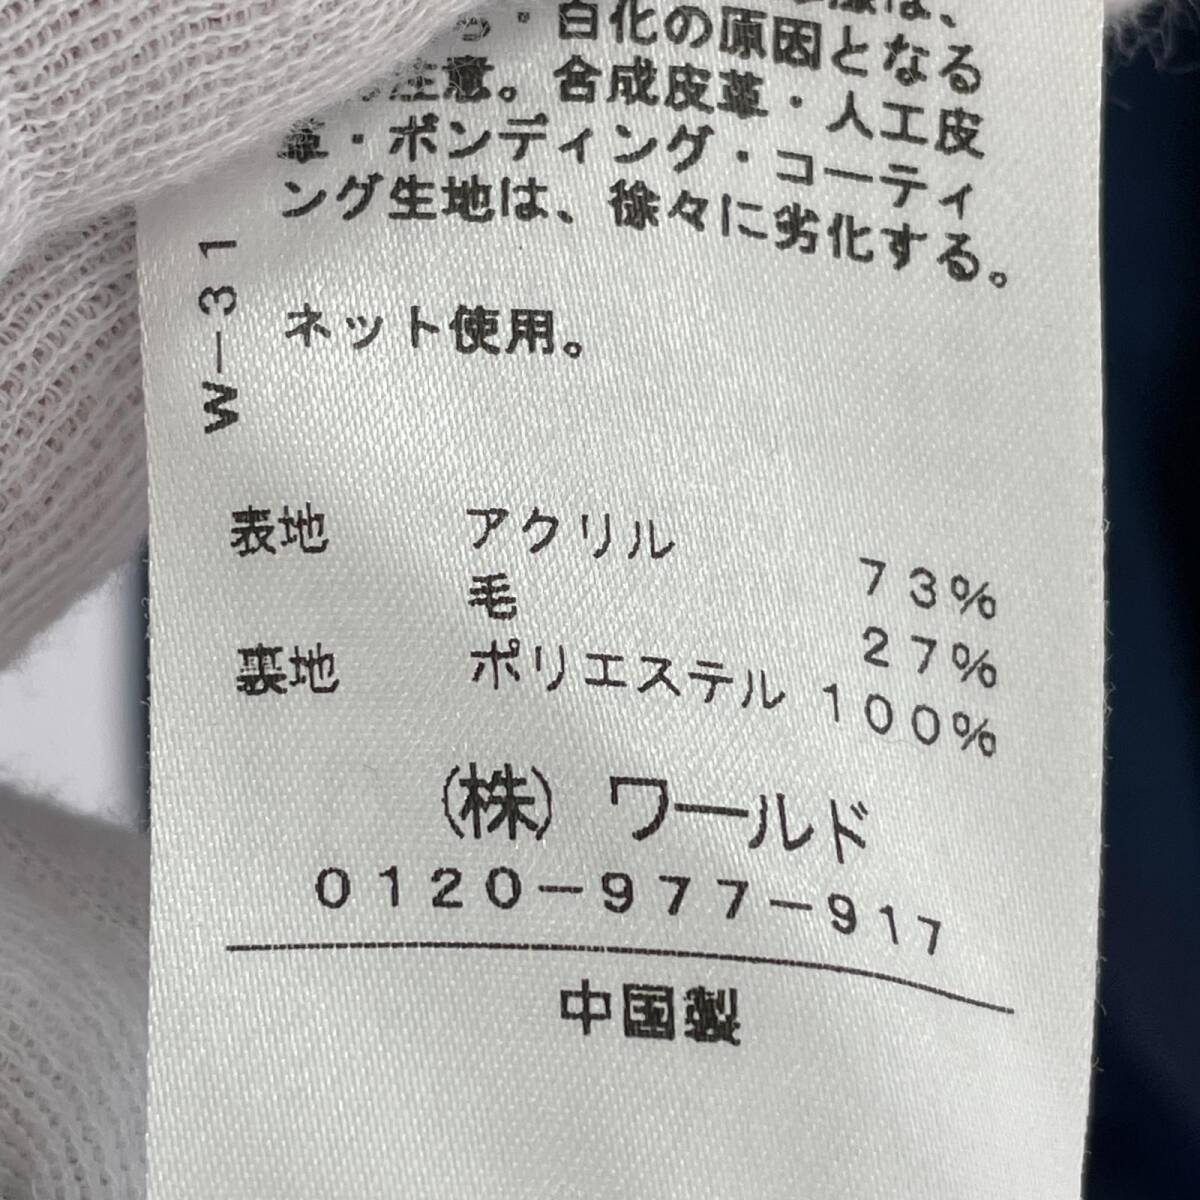 ・白化の原因となる
注意。合成皮革・人工皮
革・ボンディング・コーティ
ング生地は、徐々に劣化する。
W-31
ネット使用。
表地 アクリル 73%
毛 27%
裏地 ポリエステル 100%
(株) ワールド
0120-977-917
中国製